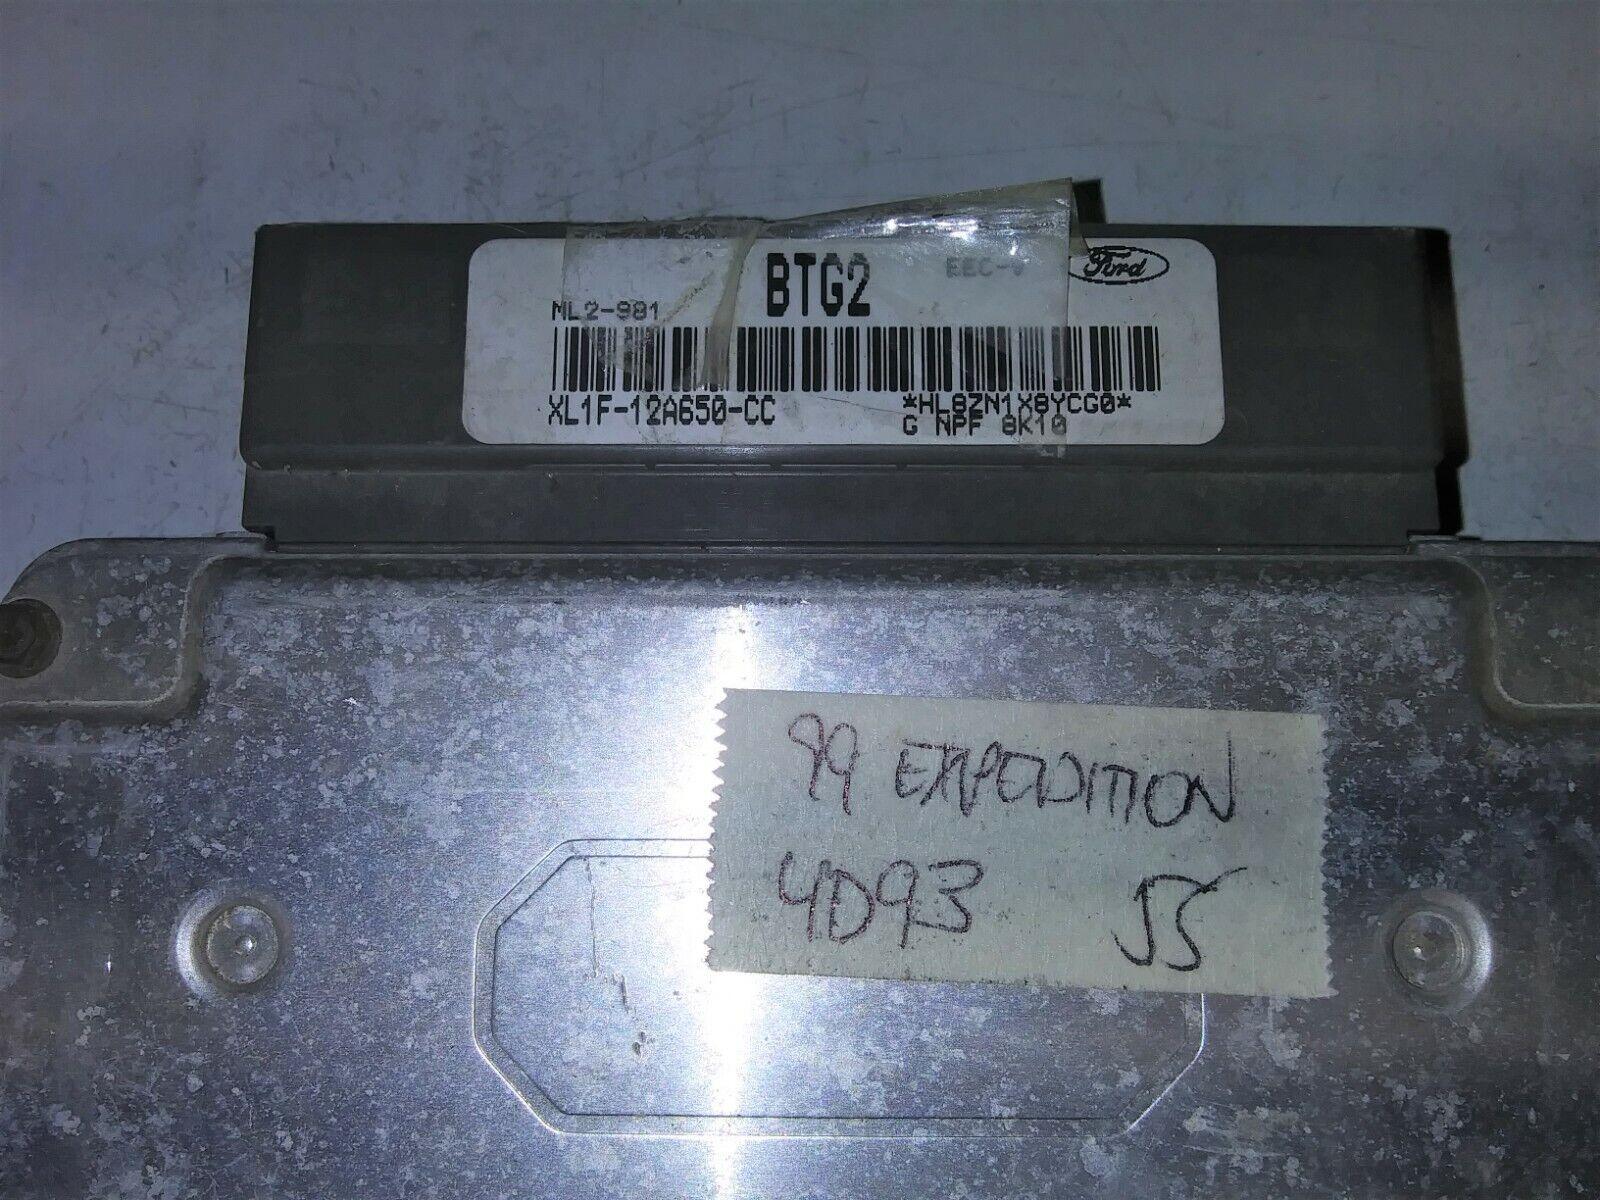 BTG2 EEC-V Ford
ML2-981
XL1F-12A650-CC *HL8ZN1X8YCG0*
G NPF 8K10
99 EXPEDITION
4D93 JS